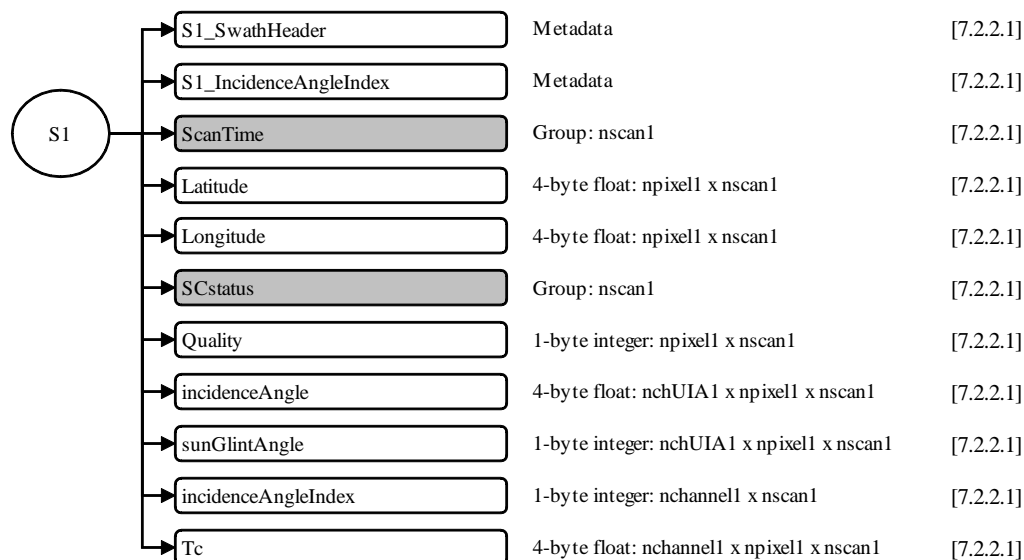 S1_SwathHeader Metadata [7.2.2.1]
S1_IncidenceAngleIndex Metadata [7.2.2.1]
S1 ScanTime Group: nscan1 [7.2.2.1]
Latitude 4-byte float: npixel1 x nscan1 [7.2.2.1]
Longitude 4-byte float: npixel1 x nscan1 [7.2.2.1]
SCstatus Group: nscan1 [7.2.2.1]
Quality 1-byte integer: npixel1 x nscan1 [7.2.2.1]
incidenceAngle 4-byte float: nchUIA1 x npixel1 x nscan1 [7.2.2.1]
sunGlintAngle 1-byte integer: nchUIA1 x npixel1 x nscan1 [7.2.2.1]
incidenceAngleIndex 1-byte integer: nchannel1 x nscan1 [7.2.2.1]
Tc 4-byte float: nchannel1 x npixel1 x nscan1 [7.2.2.1]